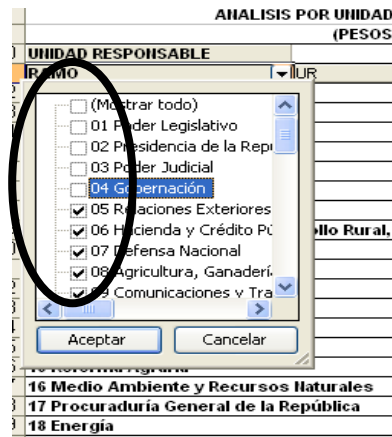 ANALISIS POR UNIDAD
(PESOS
UNIDAD RESPONSABLE
RAMO UR
(Mostrar todo)
01 Poder Legislativo
02 Presidencia de la Repú
03 Poder Judicial
04 Gobernación
05 Relaciones Exteriores
06 Hacienda y Crédito Pú
07 Defensa Nacional
08 Agricultura, Ganaderí
llo Rural,
09 Comunicaciones y Tra
Aceptar Cancelar
16 Medio Ambiente y Recursos Naturales
17 Procuraduría General de la República
18 Energía